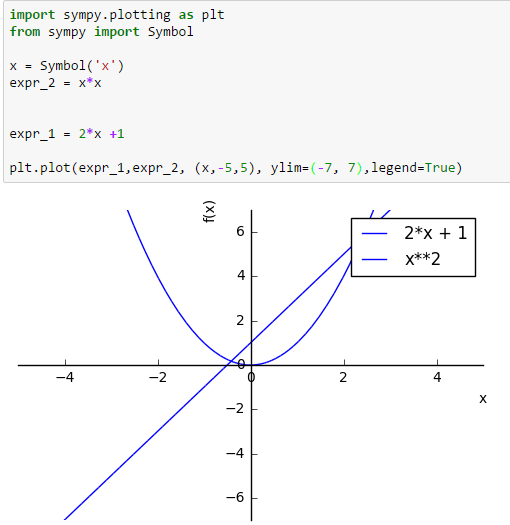 import sympy.plotting as plt
from sympy import Symbol
x = Symbol('x')
expr_2 = x*x
expr_1 = 2*x +1
plt.plot(expr_1,expr_2, (x,-5,5), ylim=(-7, 7),legend=True)
f(x)
6
2*x + 1
x**2
4
2
0
−4
−2
0
2
4
x
−2
−4
−6